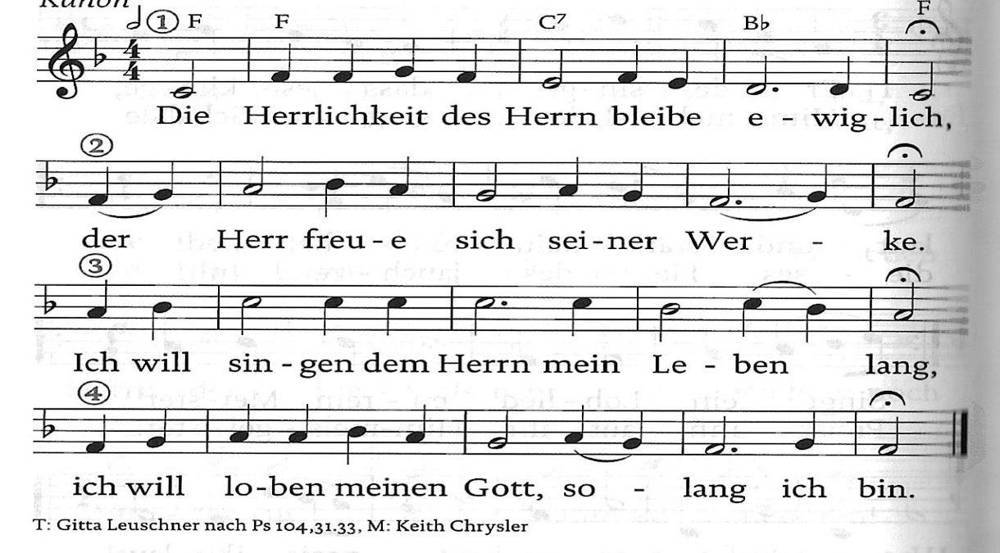 Kanon
① F F C7 B♭ F
4
4
Die Herrlichkeit des Herrn bleibe e - wig - lich,
②
der Herr freu - e sich sei - ner Wer - ke.
③
Ich will sin - gen dem Herrn mein Le - ben lang,
④
ich will lo - ben meinen Gott, so - lang ich bin.
T: Gitta Leuschner nach Ps 104,31.33, M: Keith Chrysler